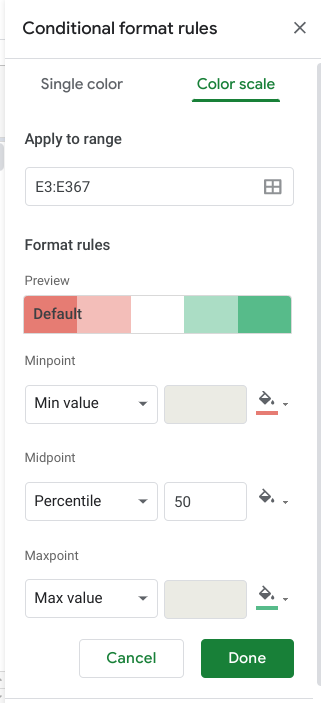 Conditional format rules
Single color
Color scale
Apply to range
E3:E367
Format rules
Preview
Default
Minpoint
Min value
Midpoint
Percentile
50
Maxpoint
Max value
Cancel
Done